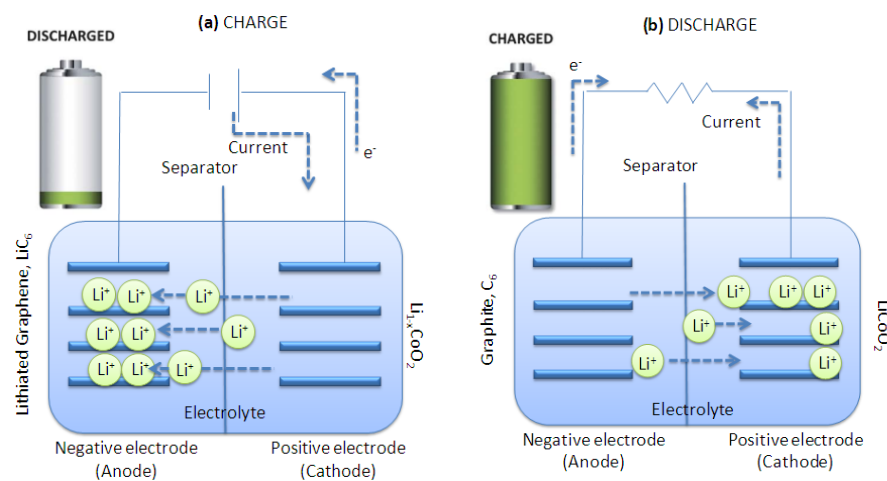 (a) CHARGE
DISCHARGED
Current
e-
Separator
Lithiated Graphene, LiC6
Li+ Li+ Li+
Li+ Li+ Li+
Li+ Li+ Li+
Li1-xCoO2
Electrolyte
Negative electrode
(Anode)
Positive electrode
(Cathode)
(b) DISCHARGE
CHARGED
e-
Current
Separator
Graphite, C6
Li+ Li+ Li+
Li+ Li+
Li+ Li+
LiCoO2
Electrolyte
Negative electrode
(Anode)
Positive electrode
(Cathode)